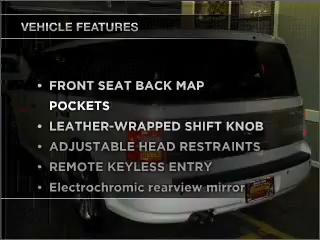 VEHICLE FEATURES
• FRONT SEAT BACK MAP
POCKETS
• LEATHER-WRAPPED SHIFT KNOB
• ADJUSTABLE HEAD RESTRAINTS
• REMOTE KEYLESS ENTRY
• Electrochromic rearview mirror